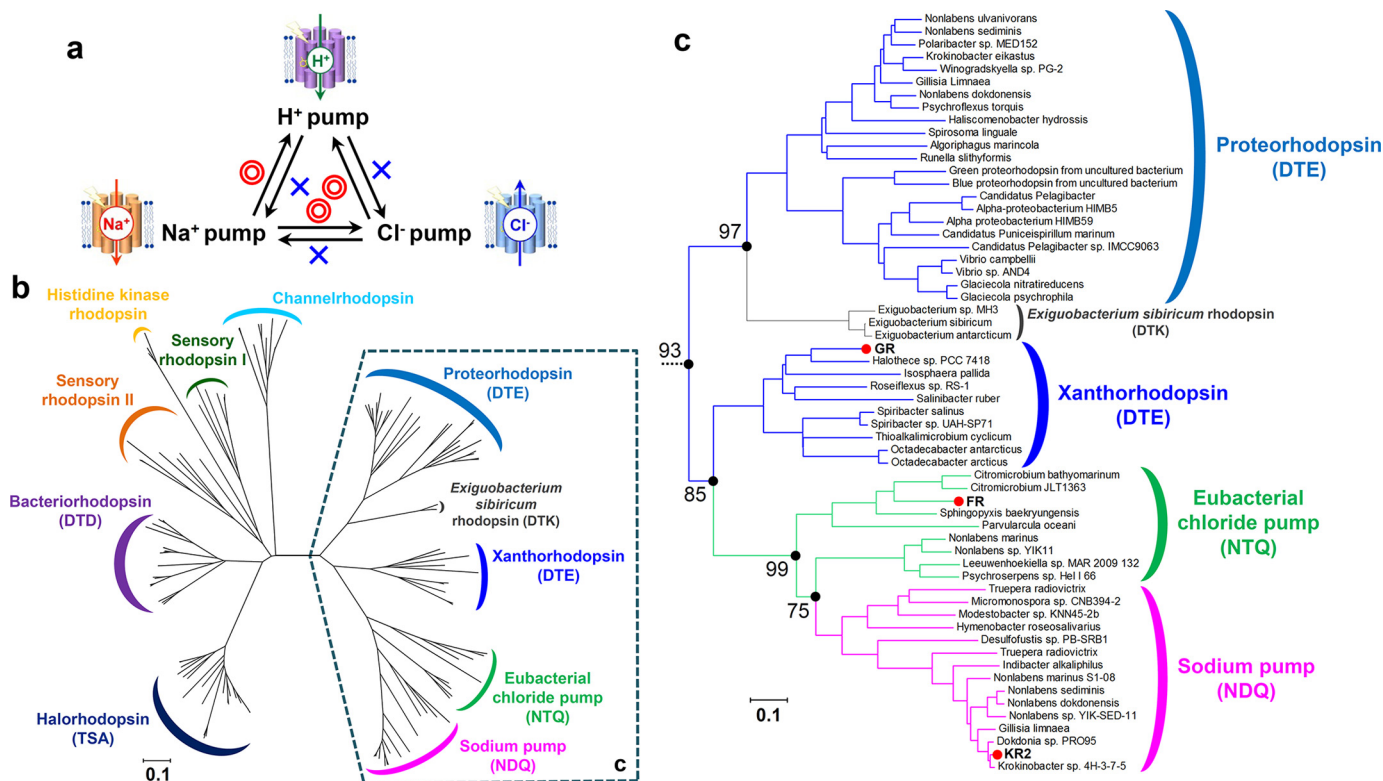 a
H+
H+ pump
Na+
Na+ pump
Cl- pump
Cl-
b
Histidine kinase
rhodopsin
Channelrhodopsin
Sensory
rhodopsin I
Sensory
rhodopsin II
Proteorhodopsin
(DTE)
Bacteriorhodopsin
(DTD)
Exiguobacterium
sibiricum
rhodopsin (DTK)
Xanthorhodopsin
(DTE)
Eubacterial
chloride pump
(NTQ)
Halorhodopsin
(TSA)
Sodium pump
(NDQ)
0.1
c
c
Nonlabens ulvanivorans
Nonlabens sediminis
Polaribacter sp. MED152
Krokinobacter eikastus
Winogradskyella sp. PG-2
Gillisia Limnaea
Nonlabens dokdonensis
Psychroflexus torquis
Haliscomenobacter hydrossis
Spirosoma linguale
Algoriphagus marincola
Runella slithyformis
Green proteorhodopsin from uncultured bacterium
Blue proteorhodopsin from uncultured bacterium
Candidatus Pelagibacter
Alpha-proteobacterium HIMB5
Alpha proteobacterium HIMB59
Candidatus Puniceispirillum marinum
Candidatus Pelagibacter sp. IMCC9063
Vibrio campbellii
Vibrio sp. AND4
Glaciecola nitratireducens
Glaciecola psychrophila
Proteorhodopsin
(DTE)
97
Exiguobacterium sp. MH3
Exiguobacterium sibiricum
Exiguobacterium antarcticum
Exiguobacterium sibiricum rhodopsin
(DTK)
93
GR
Halothece sp. PCC 7418
Isosphaera pallida
Roseiflexus sp. RS-1
Salinibacter ruber
Spiribacter salinus
Spiribacter sp. UAH-SP71
Thioalkalimicrobium cyclicum
Octadecabacter antarcticus
Octadecabacter arcticus
Xanthorhodopsin
(DTE)
85
Citromicrobium bathyomarinum
Citromicrobium JLT1363
FR
Sphingopyxis baekryungensis
Parvularcula oceani
Nonlabens marinus
Nonlabens sp. YIK11
Leeuwenhoekiella sp. MAR 2009 132
Psychroserpens sp. Hel I 66
Eubacterial
chloride pump
(NTQ)
99
75
Truepera radiovictrix
Micromonospora sp. CNB394-2
Modestobacter sp. KNN45-2b
Hymenobacter roseosalivarius
Desulfofustis sp. PB-SRB1
Truepera radiovictrix
Indibacter alkaliphilus
Nonlabens marinus S1-08
Nonlabens sediminis
Nonlabens dokdonensis
Nonlabens sp. YIK-SED-11
Gillisia limnaea
Dokdonia sp. PRO95
KR2
Krokinobacter sp. 4H-3-7-5
Sodium pump
(NDQ)
0.1